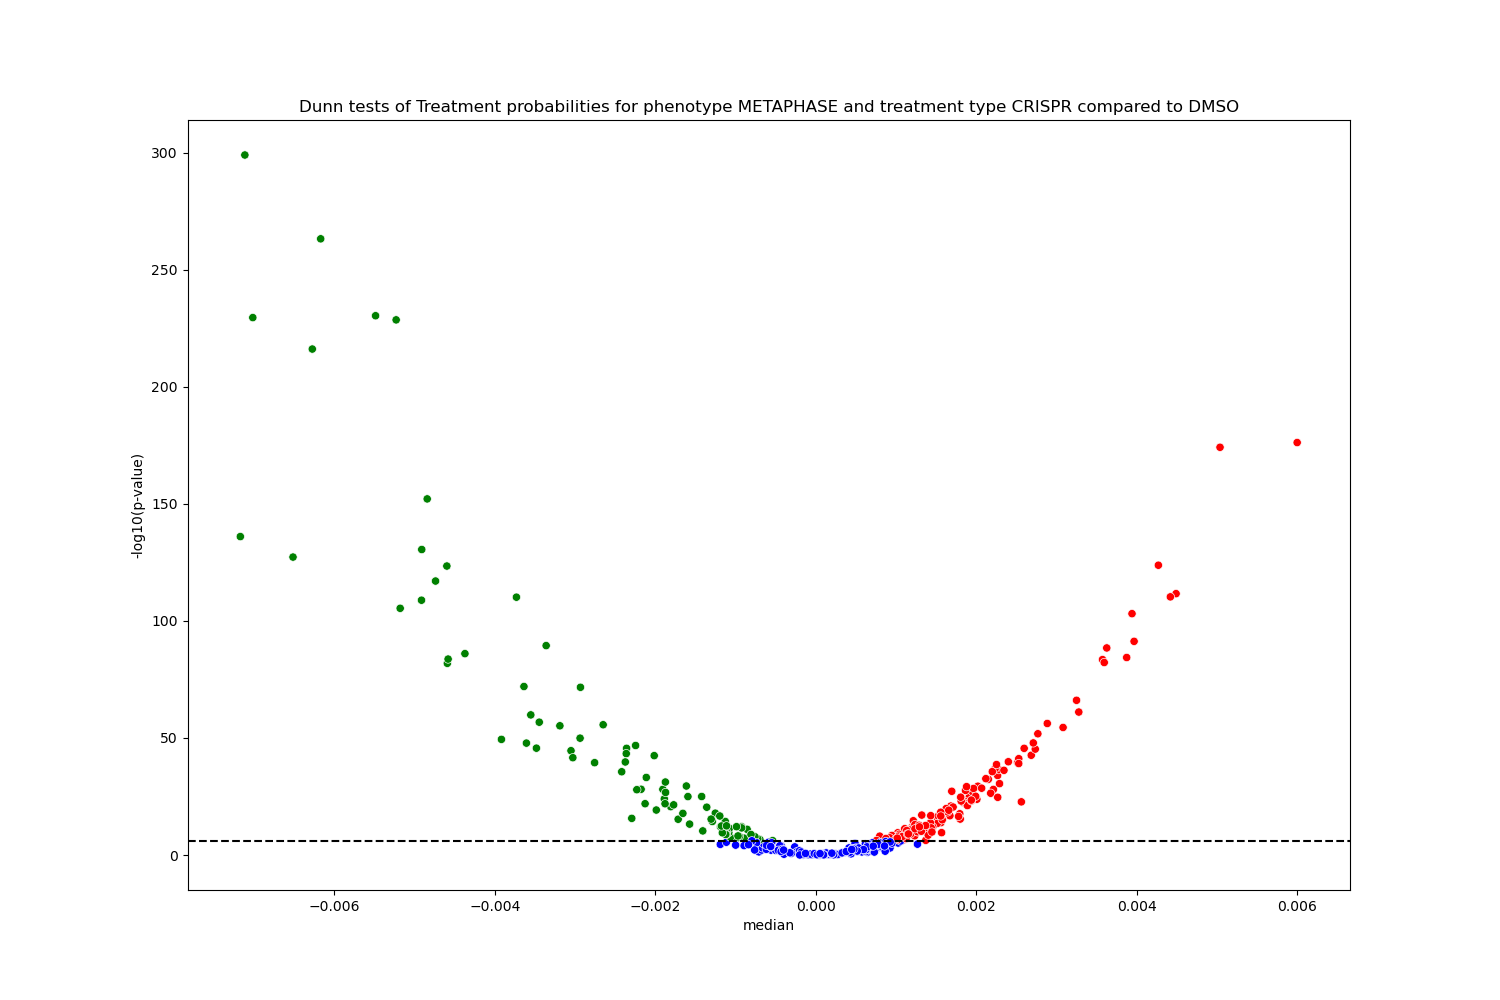 Dunn tests of Treatment probabilities for phenotype METAPHASE and treatment type CRISPR compared to DMSO
300
250
200
150
100
50
0
-log10(p-value)
−0.006 −0.004 −0.002 0.000 0.002 0.004 0.006
median